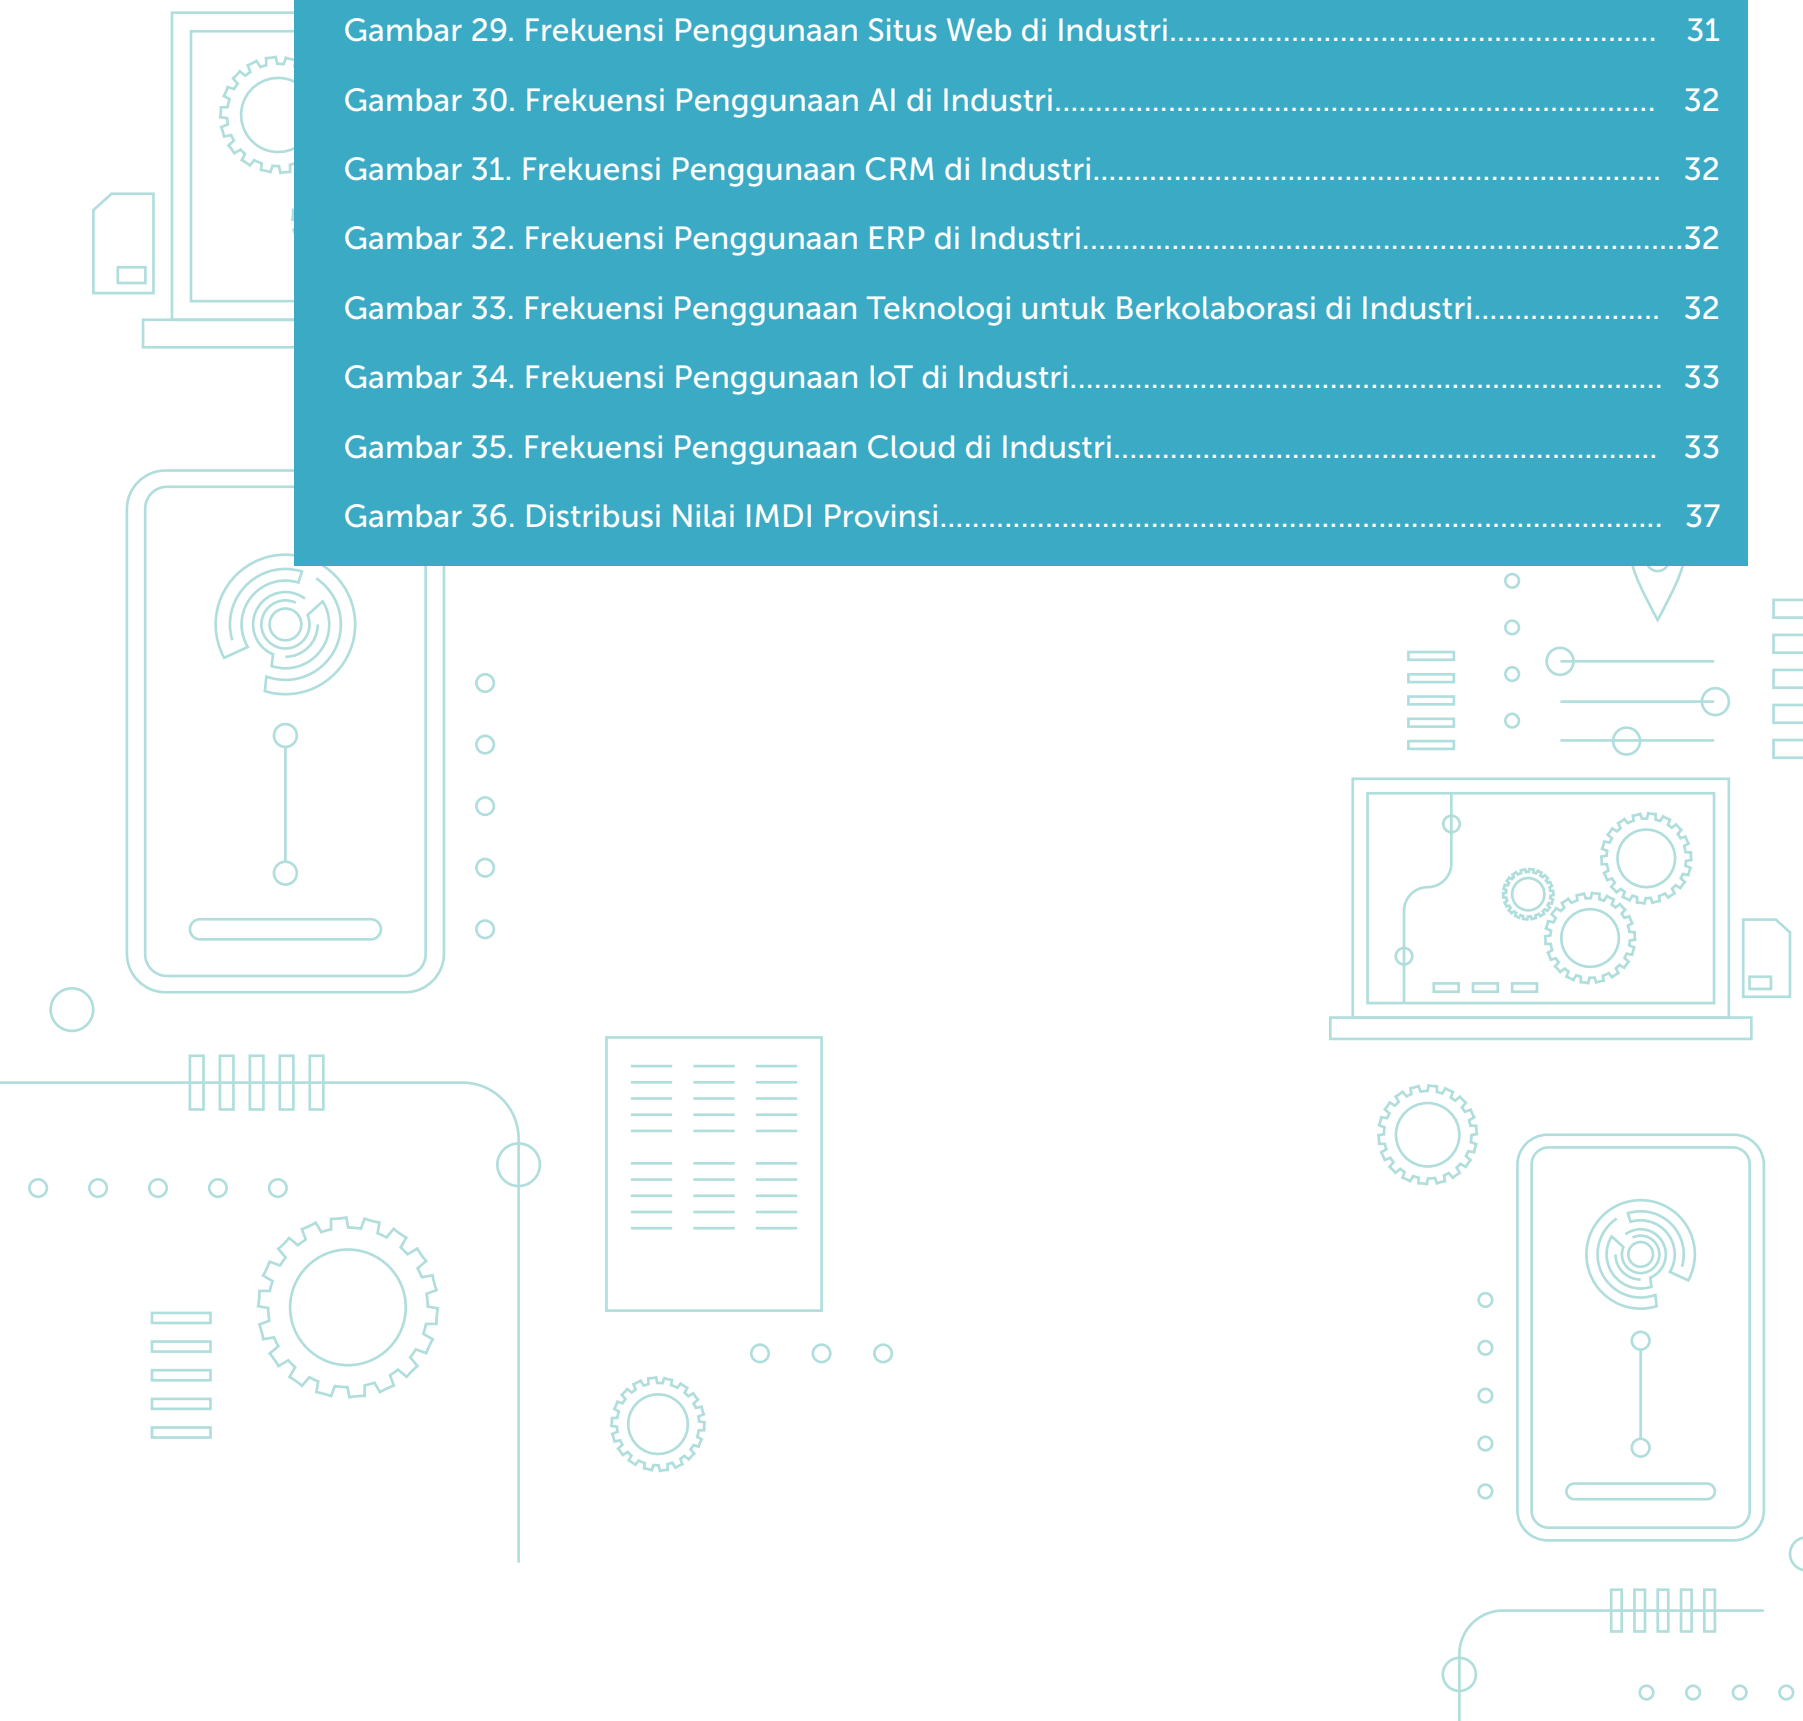 Gambar 29. Frekuensi Penggunaan Situs Web di Industri............................................................ 31
Gambar 30. Frekuensi Penggunaan AI di Industri.......................................................................... 32
Gambar 31. Frekuensi Penggunaan CRM di Industri...................................................................... 32
Gambar 32. Frekuensi Penggunaan ERP di Industri...........................................................................32
Gambar 33. Frekuensi Penggunaan Teknologi untuk Berkolaborasi di Industri....................... 32
Gambar 34. Frekuensi Penggunaan IoT di Industri......................................................................... 33
Gambar 35. Frekuensi Penggunaan Cloud di Industri................................................................... 33
Gambar 36. Distribusi Nilai IMDI Provinsi......................................................................................... 37